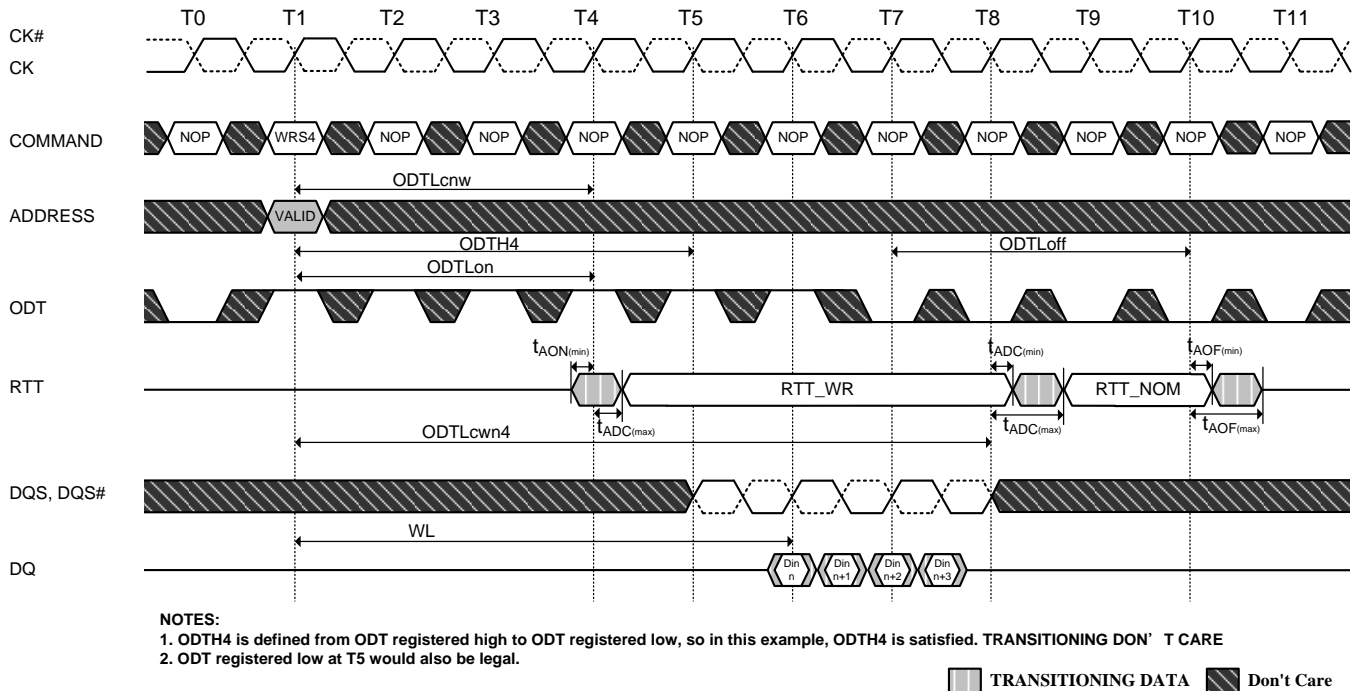 T0 T1 T2 T3 T4 T5 T6 T7 T8 T9 T10 T11
CK#
CK
COMMAND NOP WRS4 NOP NOP NOP NOP NOP NOP NOP NOP NOP NOP
ODTLcnw
ADDRESS VALID
ODTH4 ODTLoff
ODTLon
ODT
tAON(min) tADC(min) tAOF(min)
RTT RTT_WR RTT_NOM
tADC(max) tADC(max) tAOF(max)
ODTLcwn4
DQS, DQS#
WL
DQ Din n Din n+1 Din n+2 Din n+3
NOTES:
1. ODTH4 is defined from ODT registered high to ODT registered low, so in this example, ODTH4 is satisfied. TRANSITIONING DON' T CARE
2. ODT registered low at T5 would also be legal.
TRANSITIONING DATA Don't Care